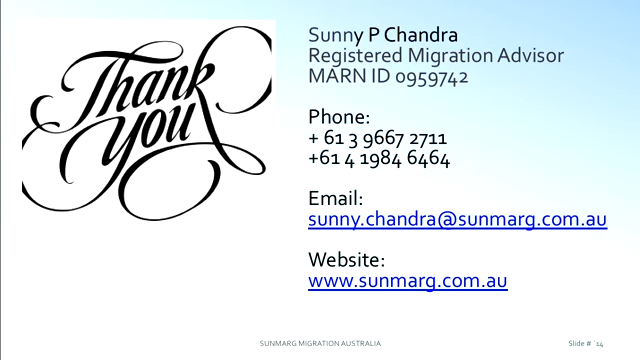 Thank
You
Sunny P Chandra
Registered Migration Advisor
MARN ID 0959742
Phone:
+ 61 3 9667 2711
+61 4 1984 6464
Email:
sunny.chandra@sunmarg.com.au
Website:
www.sunmarg.com.au
SUNMARG MIGRATION AUSTRALIA
Slide # `14